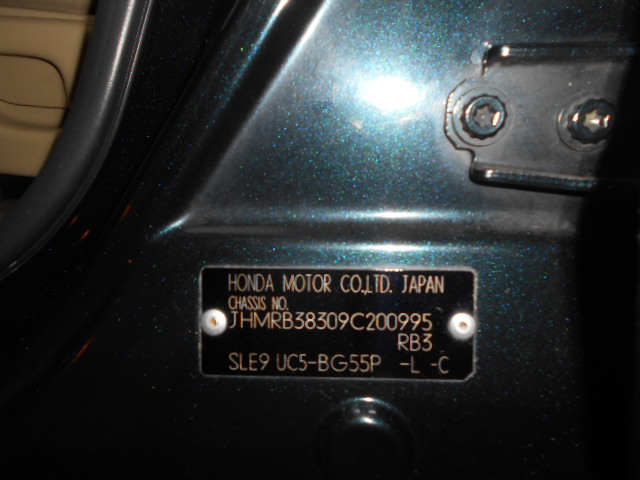 HONDA MOTOR CO.,LTD. JAPAN
CHASSIS NO.
JHMRB38309C200995
RB3
SLE9 UC5-BG55P -L -C